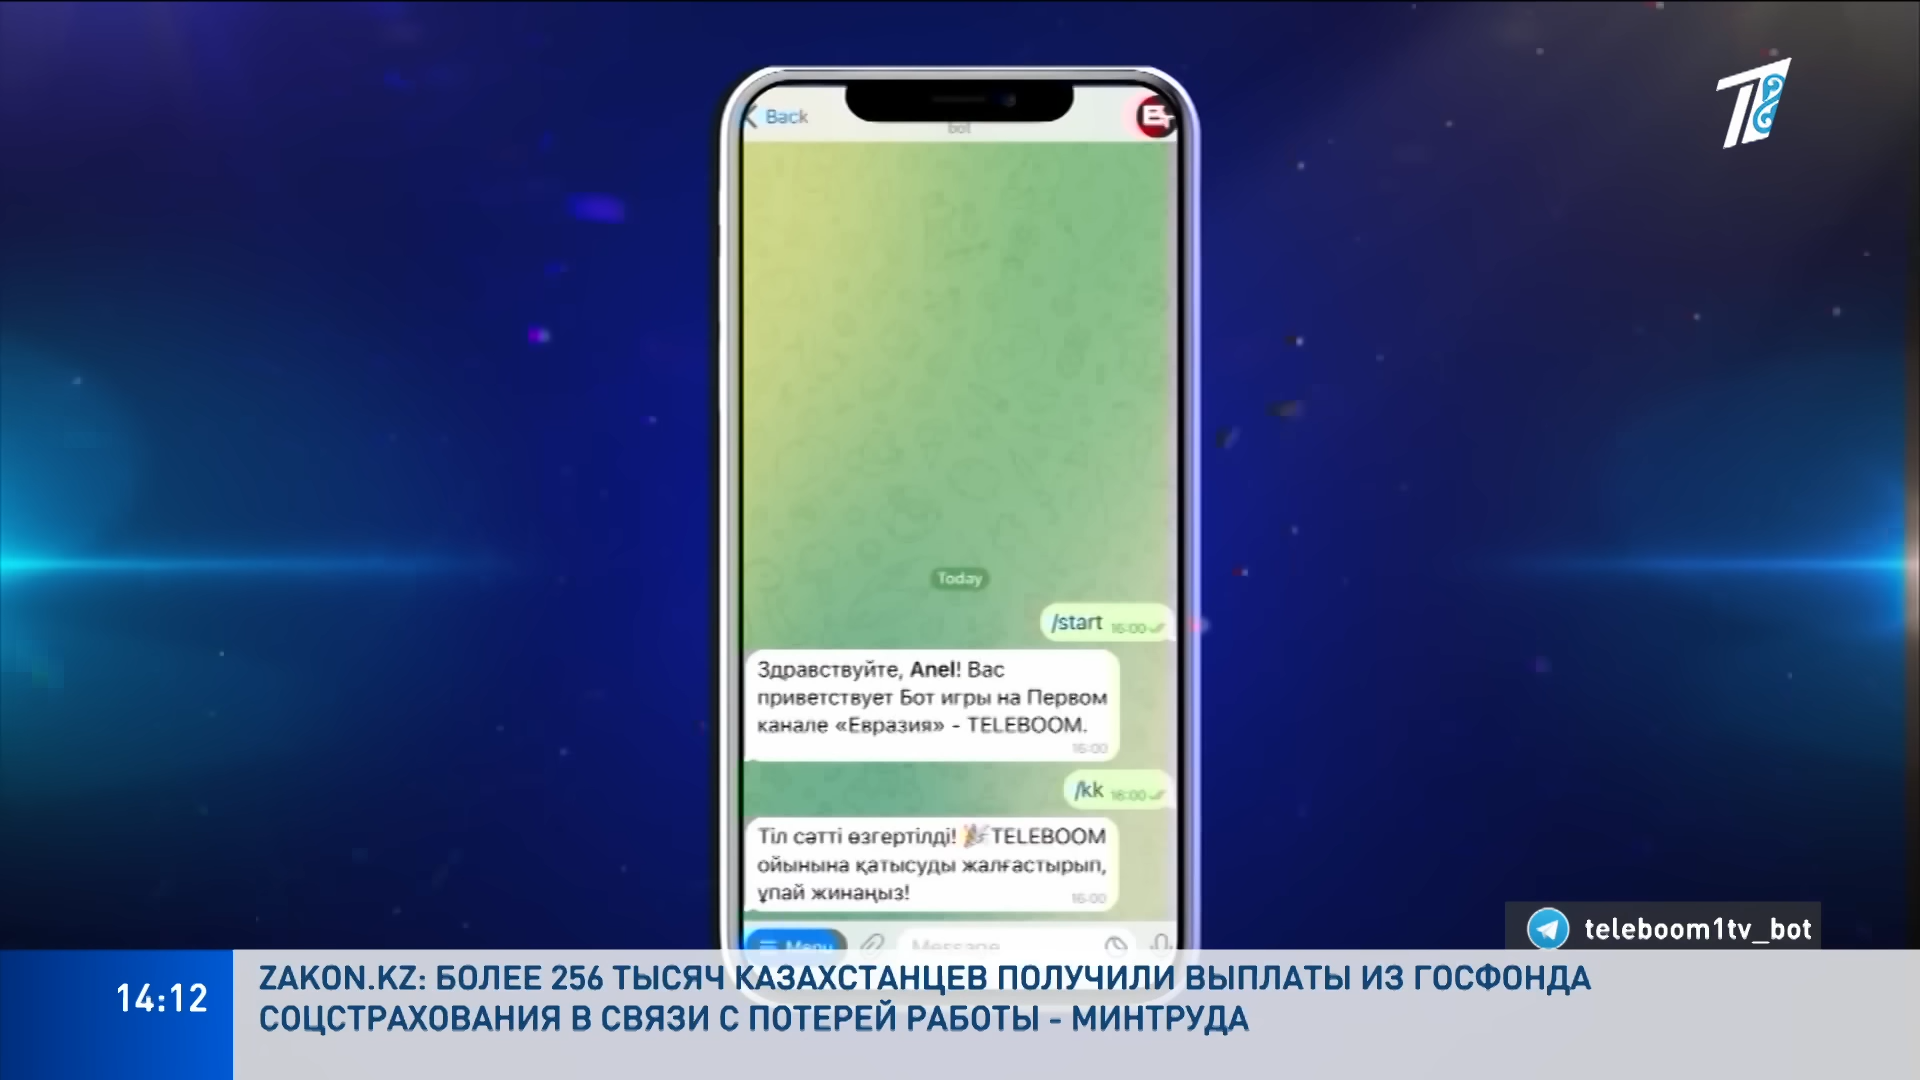 Back
bot
Today
/start 16:00
Здравствуйте, Anel! Вас
приветствует Бот игры на Первом
канале «Евразия» - TELEBOOM.
16:00
/kk 16:00
Тіл сәтті өзгертілді! 🎉 TELEBOOM
ойынына қатысуды жалғастырып,
ұпай жинаңыз!
16:00
Menu
Message
teleboom1tv_bot
14:12
ZAKON.KZ: БОЛЕЕ 256 ТЫСЯЧ КАЗАХСТАНЦЕВ ПОЛУЧИЛИ ВЫПЛАТЫ ИЗ ГОСФОНДА
СОЦСТРАХОВАНИЯ В СВЯЗИ С ПОТЕРЕЙ РАБОТЫ - МИНТРУДА